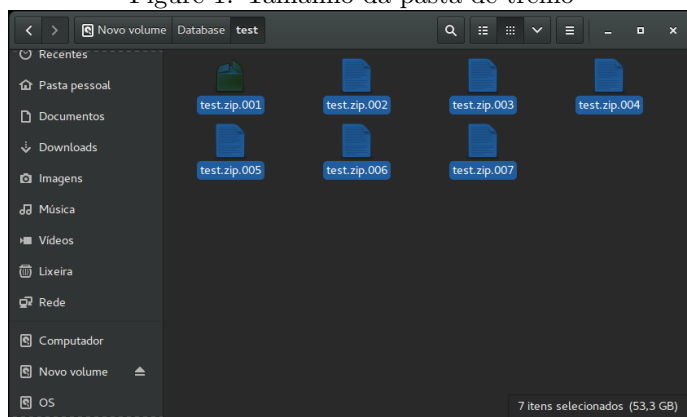 Figure 1: Tamanho da pasta de treino
Novo volume Database test
Recentes
Pasta pessoal
Documentos
Downloads
Imagens
Música
Vídeos
Lixeira
Rede
Computador
Novo volume
OS
test.zip.001 test.zip.002 test.zip.003 test.zip.004
test.zip.005 test.zip.006 test.zip.007
7 itens selecionados (53,3 GB)